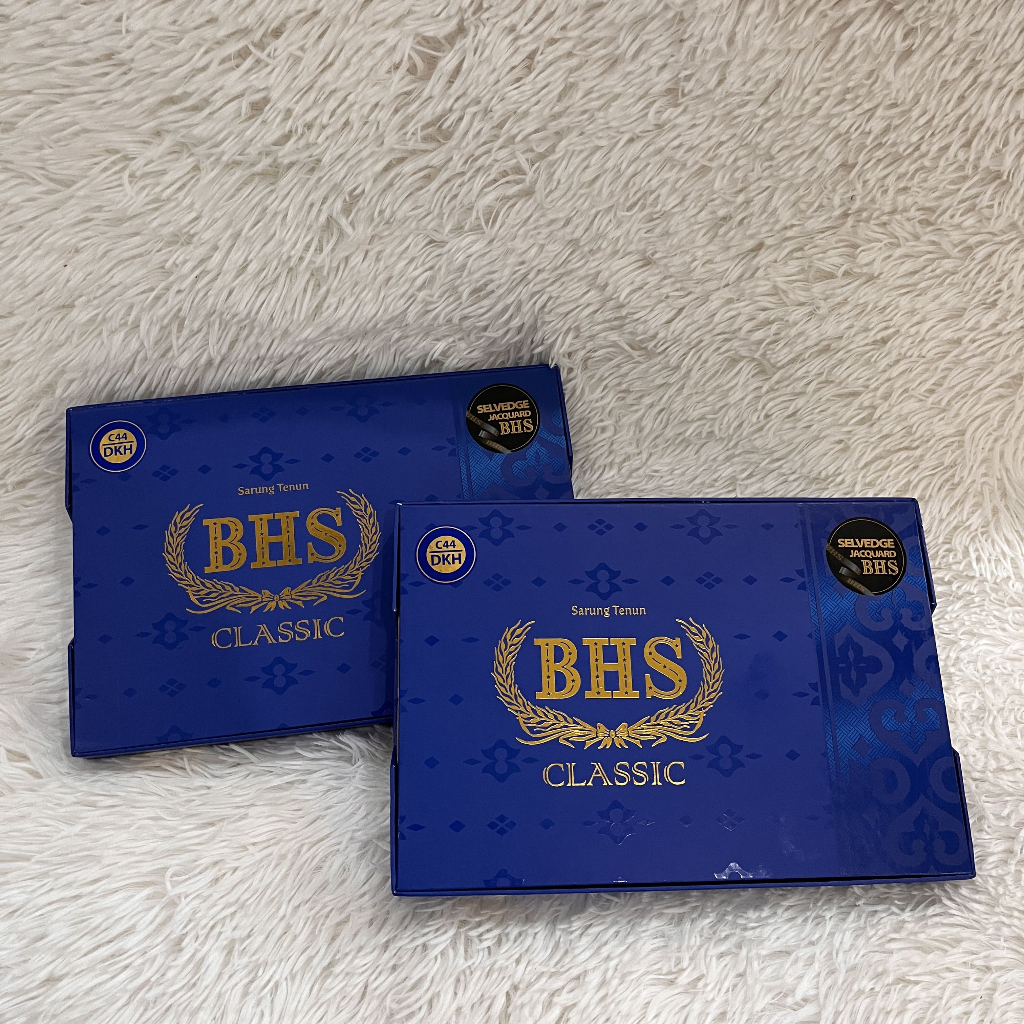 C44
DKH
SELVEDGE
JACQUARD
BHS
Sarung Tenun
BHS
CLASSIC
C44
DKH
SELVEDGE
JACQUARD
BHS
Sarung Tenun
BHS
CLASSIC